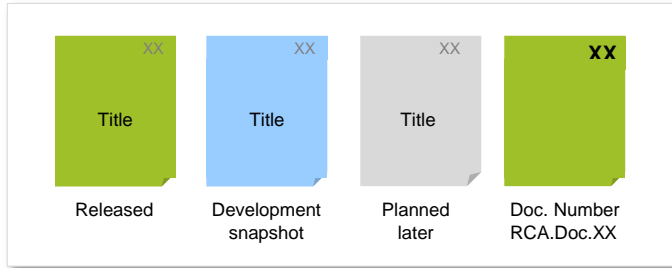 XX
XX
XX
XX
Title
Title
Title
Released
Development
snapshot
Planned
later
Doc. Number
RCA.Doc.XX